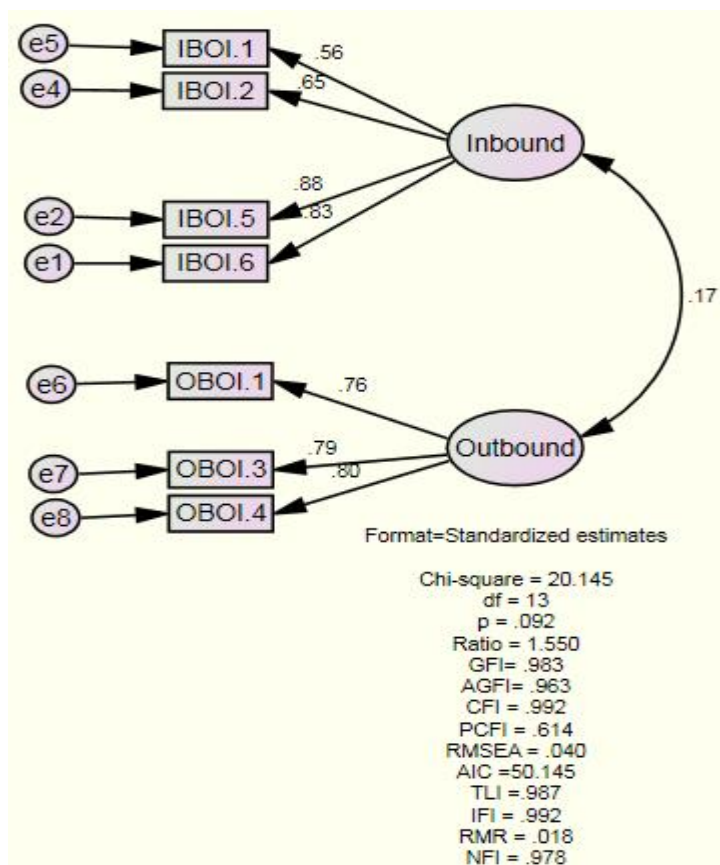 e5
IBOI.1
.56
e4
IBOI.2
.65
Inbound
.88
e2
IBOI.5
.83
e1
IBOI.6
.17
e6
OBOI.1
.76
Outbound
.79
e7
OBOI.3
.80
e8
OBOI.4
Format=Standardized estimates
Chi-square = 20.145
df = 13
p = .092
Ratio = 1.550
GFI= .983
AGFI= .963
CFI = .992
PCFI = .614
RMSEA = .040
AIC =50.145
TLI =.987
IFI = .992
RMR = .018
NFI = .978